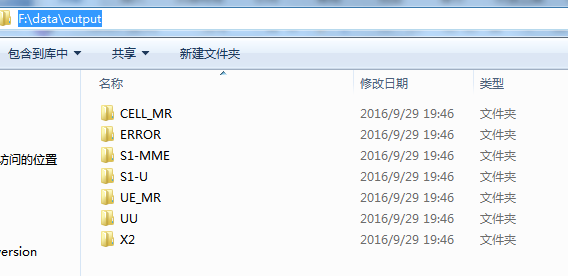 F:\data\output
包含到库中 共享 新建文件夹
名称 修改日期 类型
CELL_MR 2016/9/29 19:46 文件夹
ERROR 2016/9/29 19:46 文件夹
S1-MME 2016/9/29 19:46 文件夹
访问的位置
S1-U 2016/9/29 19:46 文件夹
UE_MR 2016/9/29 19:46 文件夹
UU 2016/9/29 19:46 文件夹
X2 2016/9/29 19:46 文件夹
ersion